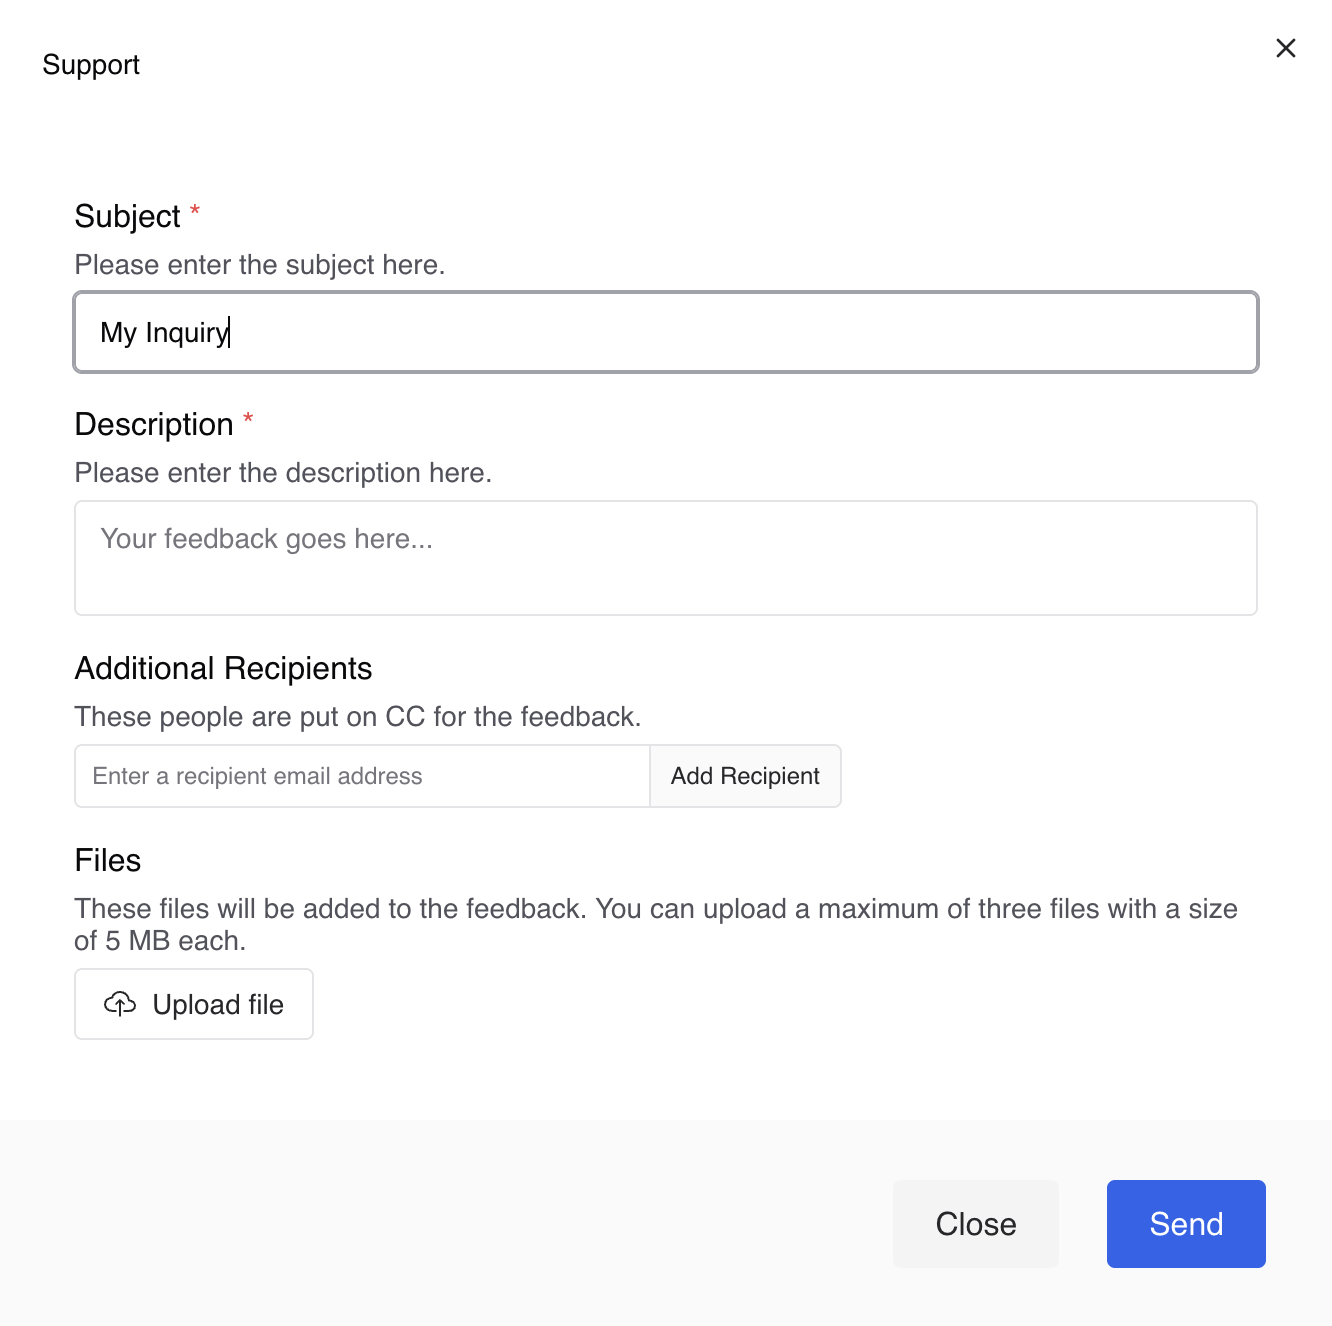 Support
Subject *
Please enter the subject here.
My Inquiry
Description *
Please enter the description here.
Your feedback goes here...
Additional Recipients
These people are put on CC for the feedback.
Enter a recipient email address
Add Recipient
Files
These files will be added to the feedback. You can upload a maximum of three files with a size
of 5 MB each.
Upload file
Close
Send